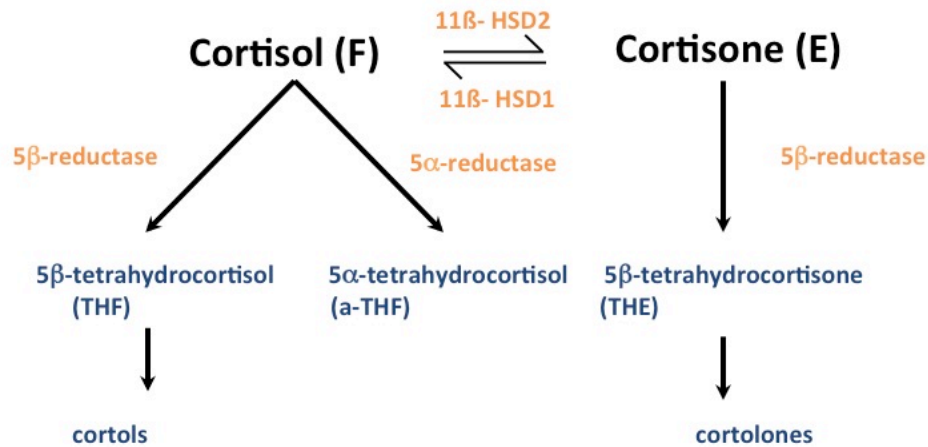 11ß- HSD2
Cortisol (F)
Cortisone (E)
11ß- HSD1
5β-reductase
5α-reductase
5β-reductase
5β-tetrahydrocortisol
(THF)
5α-tetrahydrocortisol
(a-THF)
5β-tetrahydrocortisone
(THE)
cortols
cortolones